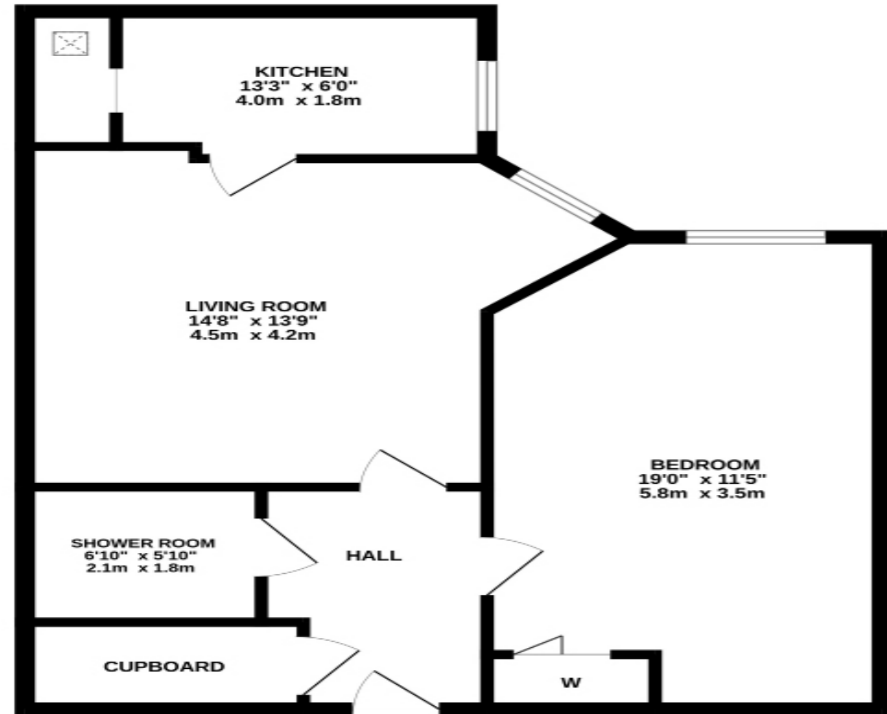 KITCHEN
13'3" x 6'0"
4.0m x 1.8m
LIVING ROOM
14'8" x 13'9"
4.5m x 4.2m
BEDROOM
19'0" x 11'5"
5.8m x 3.5m
SHOWER ROOM
6'10" x 5'10"
2.1m x 1.8m
HALL
CUPBOARD
W